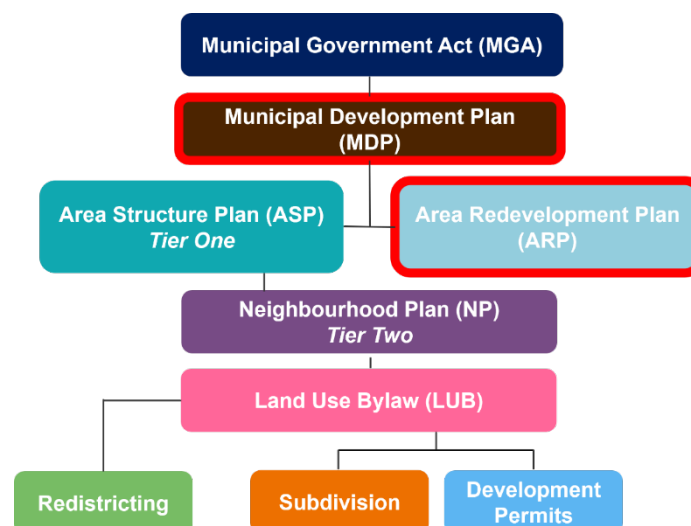 Municipal Government Act (MGA)
Municipal Development Plan
(MDP)
Area Structure Plan (ASP)
Tier One
Area Redevelopment Plan
(ARP)
Neighbourhood Plan (NP)
Tier Two
Land Use Bylaw (LUB)
Redistricting
Subdivision
Development
Permits